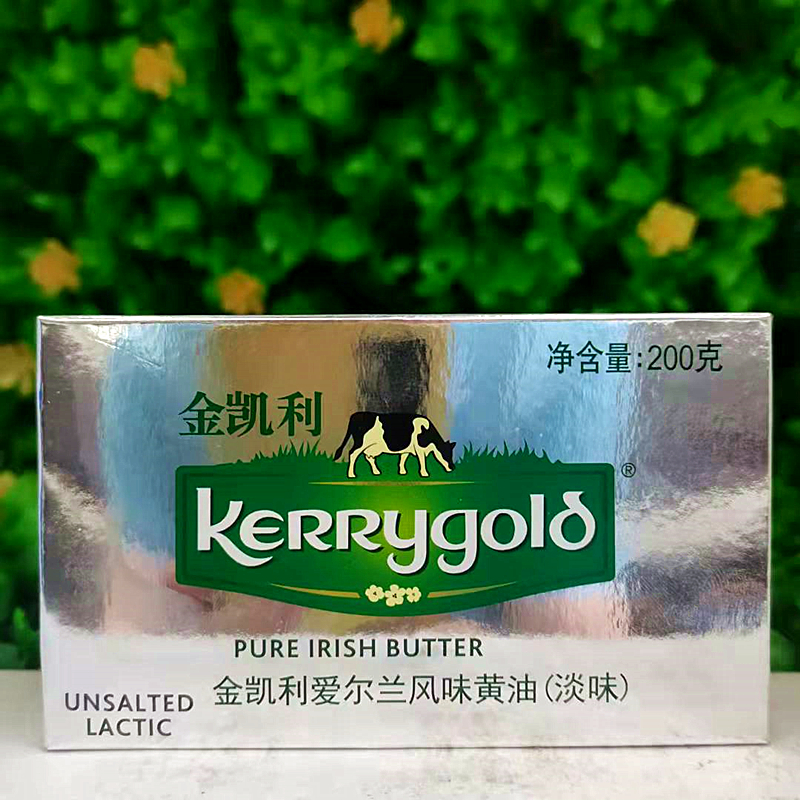 净含量:200克
金凯利
Kerrygold®
PURE IRISH BUTTER
金凯利爱尔兰风味黄油(淡味)
UNSALTED
LACTIC